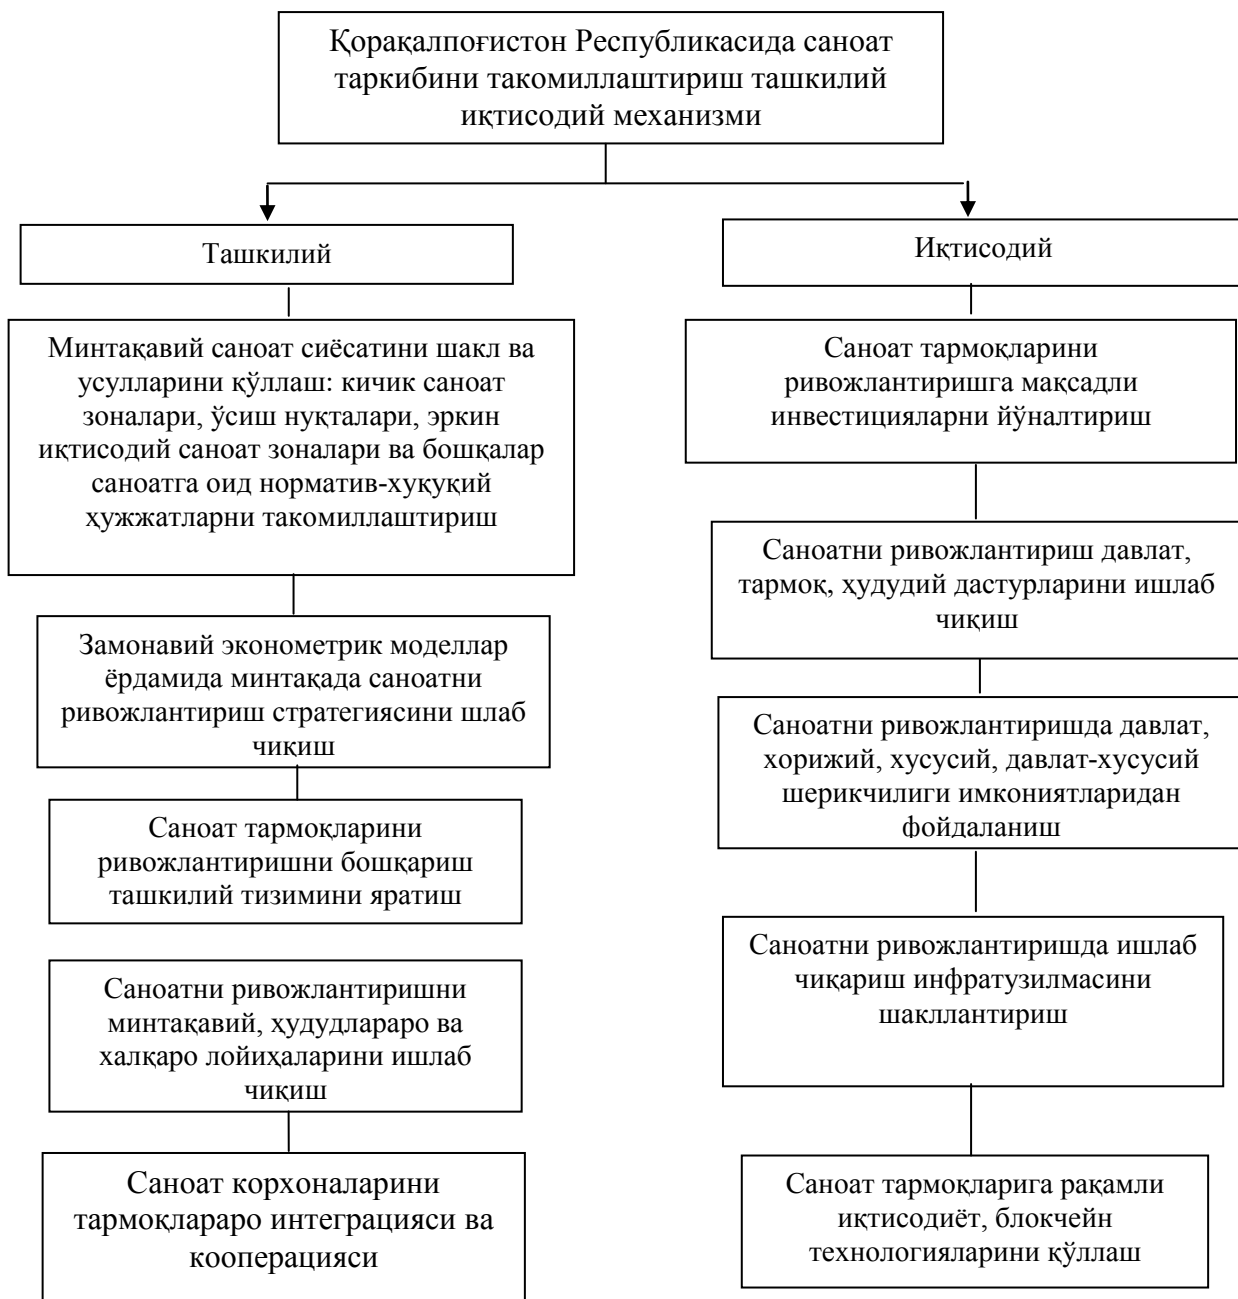 Қорақалпоғистон Республикасида саноат
таркибини такомиллаштириш ташкилий
иқтисодий механизми
Ташкилий
Минтақавий саноат сиёсатини шакл ва
усулларини қўллаш: кичик саноат
зоналари, ўсиш нуқталари, эркин
иқтисодий саноат зоналари ва бошқалар
саноатга оид норматив-хуқуқий
ҳужжатларни такомиллаштириш
Замонавий эконометрик моделлар
ёрдамида минтақада саноатни
ривожлантириш стратегиясини шлаб
чиқиш
Саноат тармоқларини
ривожлантиришни бошқариш
ташкилий тизимини яратиш
Саноатни ривожлантиришни
минтақавий, ҳудудлараро ва
халқаро лойиҳаларини ишлаб
чиқиш
Саноат корхоналарини
тармоқлараро интеграцияси ва
кооперацияси
Иқтисодий
Саноат тармоқларини
ривожлантиришга мақсадли
инвестицияларни йўналтириш
Саноатни ривожлантириш давлат,
тармоқ, ҳудудий дастурларини ишлаб
чиқиш
Саноатни ривожлантиришда давлат,
хорижий, хусусий, давлат-хусусий
шерикчилиги имкониятларидан
фойдаланиш
Саноатни ривожлантиришда ишлаб
чиқариш инфратузилмасини
шакллантириш
Саноат тармоқларига рақамли
иқтисодиёт, блокчейн
технологияларини қўллаш